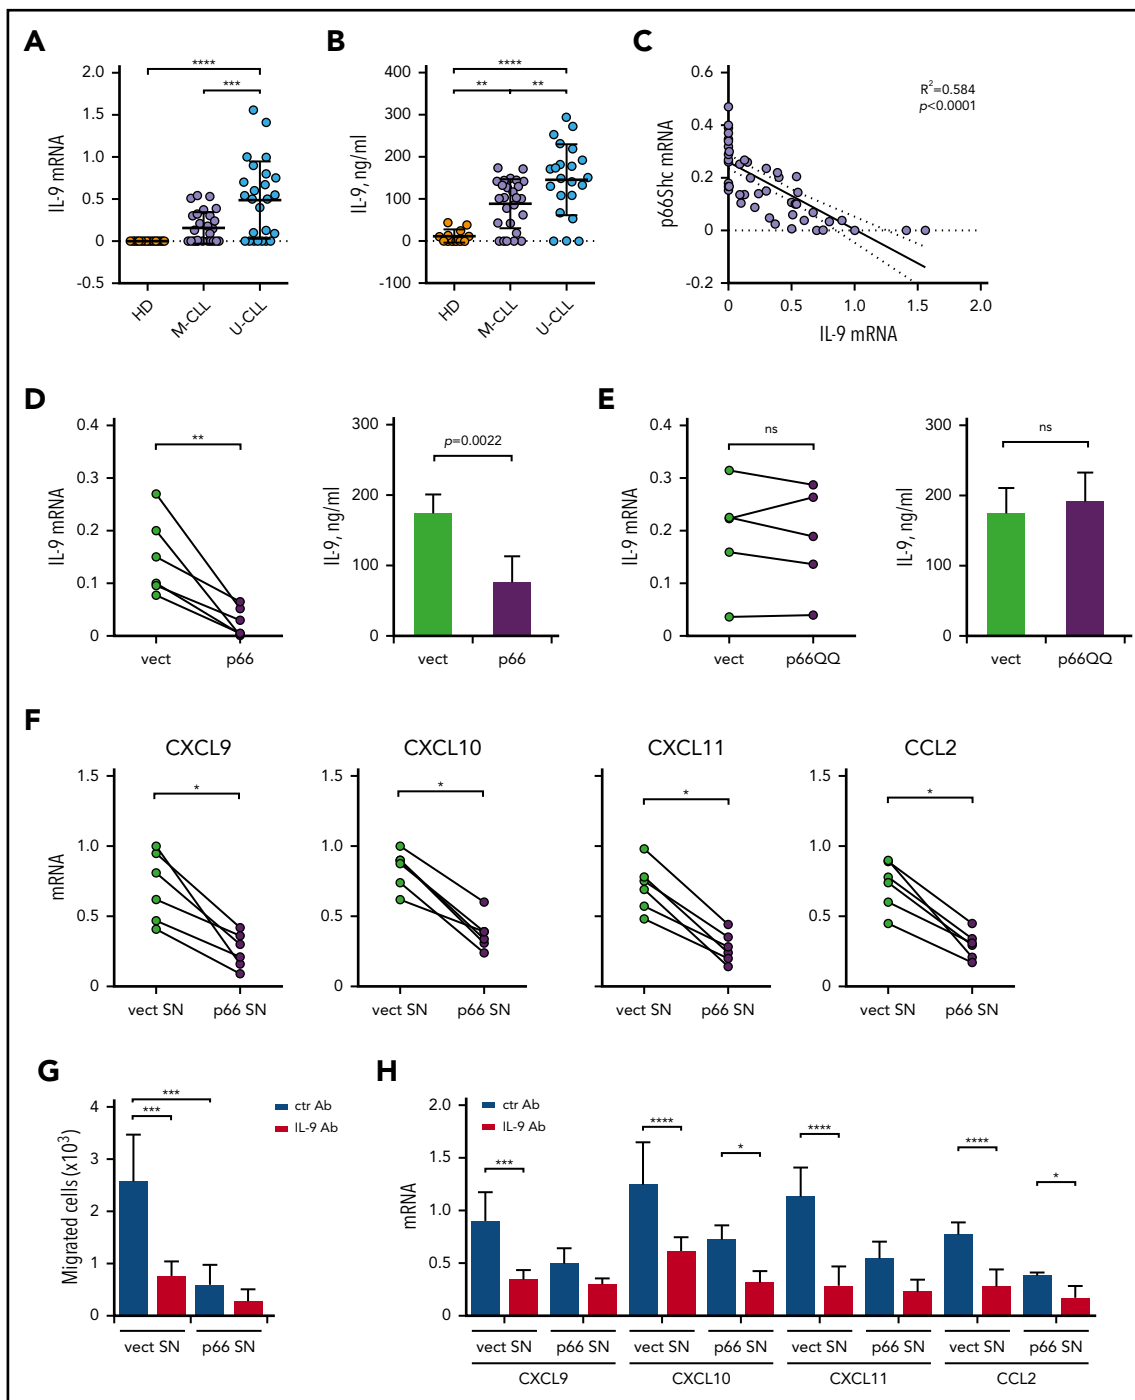 A
IL-9 mRNA
2.0
1.5
1.0
0.5
0
-0.5
****
***
HD
M-CLL
U-CLL
B
IL-9, ng/ml
400
300
200
100
0
-100
****
**
**
HD
M-CLL
U-CLL
C
p66Shc mRNA
0.6
0.4
0.2
0
-0.2
R²=0.584
p<0.0001
0
0.5
1.0
1.5
2.0
IL-9 mRNA
D
IL-9 mRNA
0.4
0.3
0.2
0.1
0
**
vect
p66
IL-9, ng/ml
300
200
100
0
p=0.0022
vect
p66
E
IL-9 mRNA
0.4
0.3
0.2
0.1
0
ns
vect
p66QQ
IL-9, ng/ml
300
200
100
0
ns
vect
p66QQ
F
mRNA
CXCL9
1.5
1.0
0.5
0
*
vect SN
p66 SN
CXCL10
1.5
1.0
0.5
0
*
vect SN
p66 SN
CXCL11
1.5
1.0
0.5
0
*
vect SN
p66 SN
CCL2
1.5
1.0
0.5
0
*
vect SN
p66 SN
G
Migrated cells (x10³)
4
3
2
1
0
***
***
ctr Ab
IL-9 Ab
vect SN
p66 SN
H
mRNA
2.0
1.5
1.0
0.5
0
ctr Ab
IL-9 Ab
***
****
*
****
****
*
vect SN
p66 SN
vect SN
p66 SN
vect SN
p66 SN
vect SN
p66 SN
CXCL9
CXCL10
CXCL11
CCL2